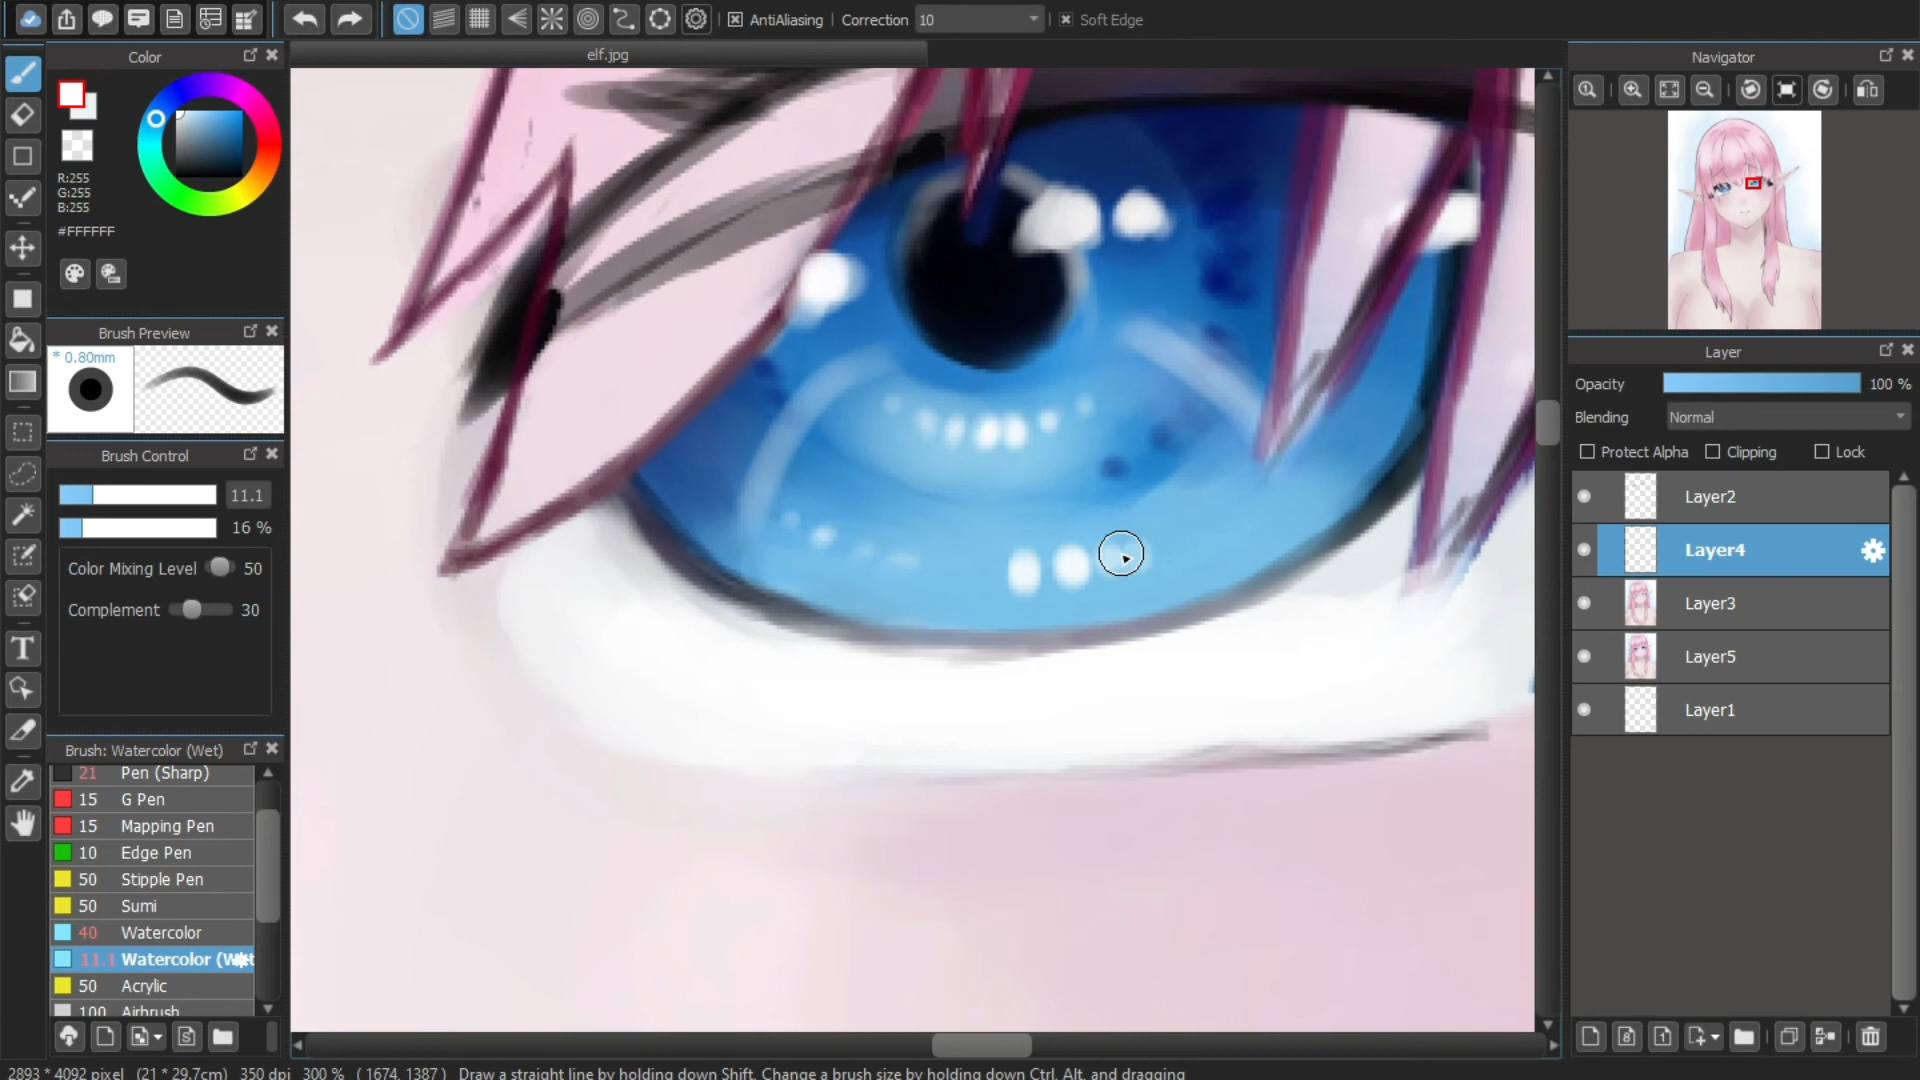 AntiAliasing Correction 10 Soft Edge
elf.jpg
Color
R:255
G:255
B:255
#FFFFFF
Brush Preview
* 0.80mm
Brush Control
11.1
16 %
Color Mixing Level 50
Complement 30
Brush: Watercolor (Wet)
21 Pen (Sharp)
15 G Pen
15 Mapping Pen
10 Edge Pen
50 Stipple Pen
50 Sumi
40 Watercolor
11.1 Watercolor (Wet
50 Acrylic
100 Airbrush
Navigator
Layer
Opacity 100 %
Blending Normal
Protect Alpha Clipping Lock
Layer2
Layer4
Layer3
Layer5
Layer1
2893 * 4092 pixel (21 * 29.7cm) 350 dpi 300 % ( 1674, 1387 ) Draw a straight line by holding down Shift, Change a brush size by holding down Ctrl, Alt, and dragging